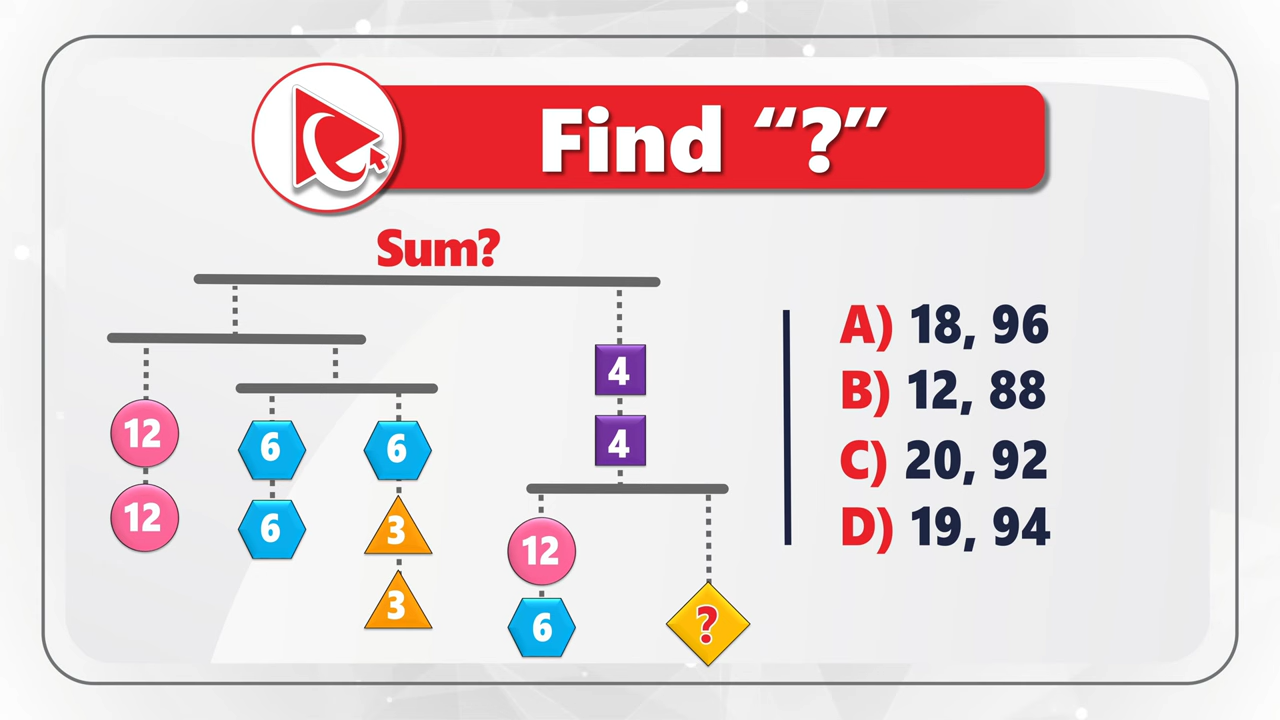 Find “?”
Sum?
4
4
12
12
6
6
6
3
3
12
6
?
A) 18, 96
B) 12, 88
C) 20, 92
D) 19, 94